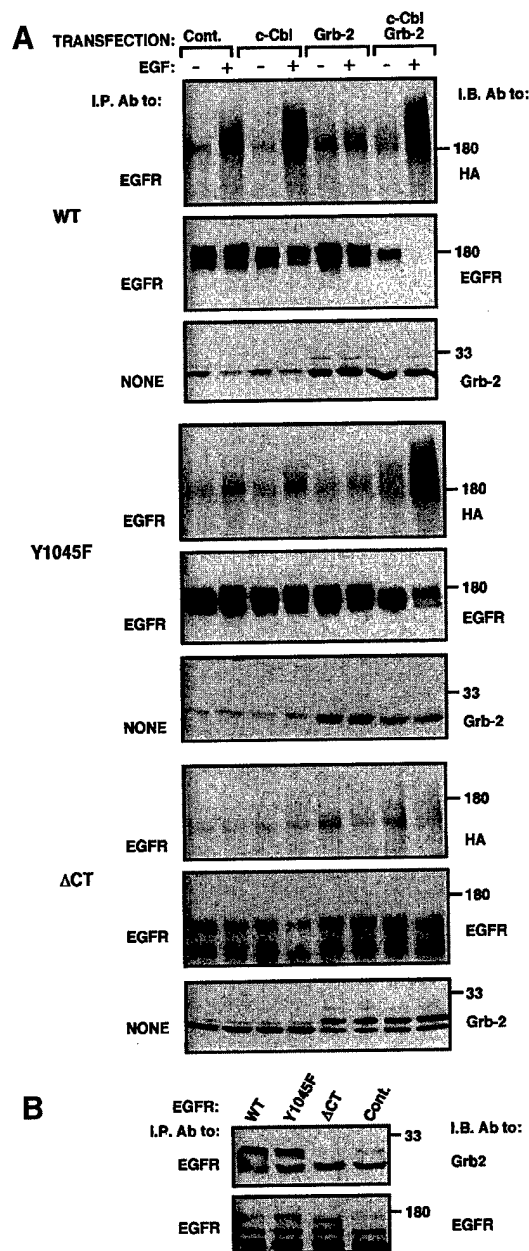 A
TRANSFECTION: Cont. c-Cbl Grb-2 c-Cbl Grb-2
EGF: - + - + - + - +
I.P. Ab to: I.B. Ab to:
180
EGFR HA
WT
180
EGFR EGFR
33
NONE Grb-2
180
EGFR HA
Y1045F
180
EGFR EGFR
33
NONE Grb-2
180
EGFR HA
ΔCT
180
EGFR EGFR
33
NONE Grb-2
B
EGFR: WT Y1045F ΔCT Cont.
I.P. Ab to: I.B. Ab to:
33
EGFR Grb2
180
EGFR EGFR